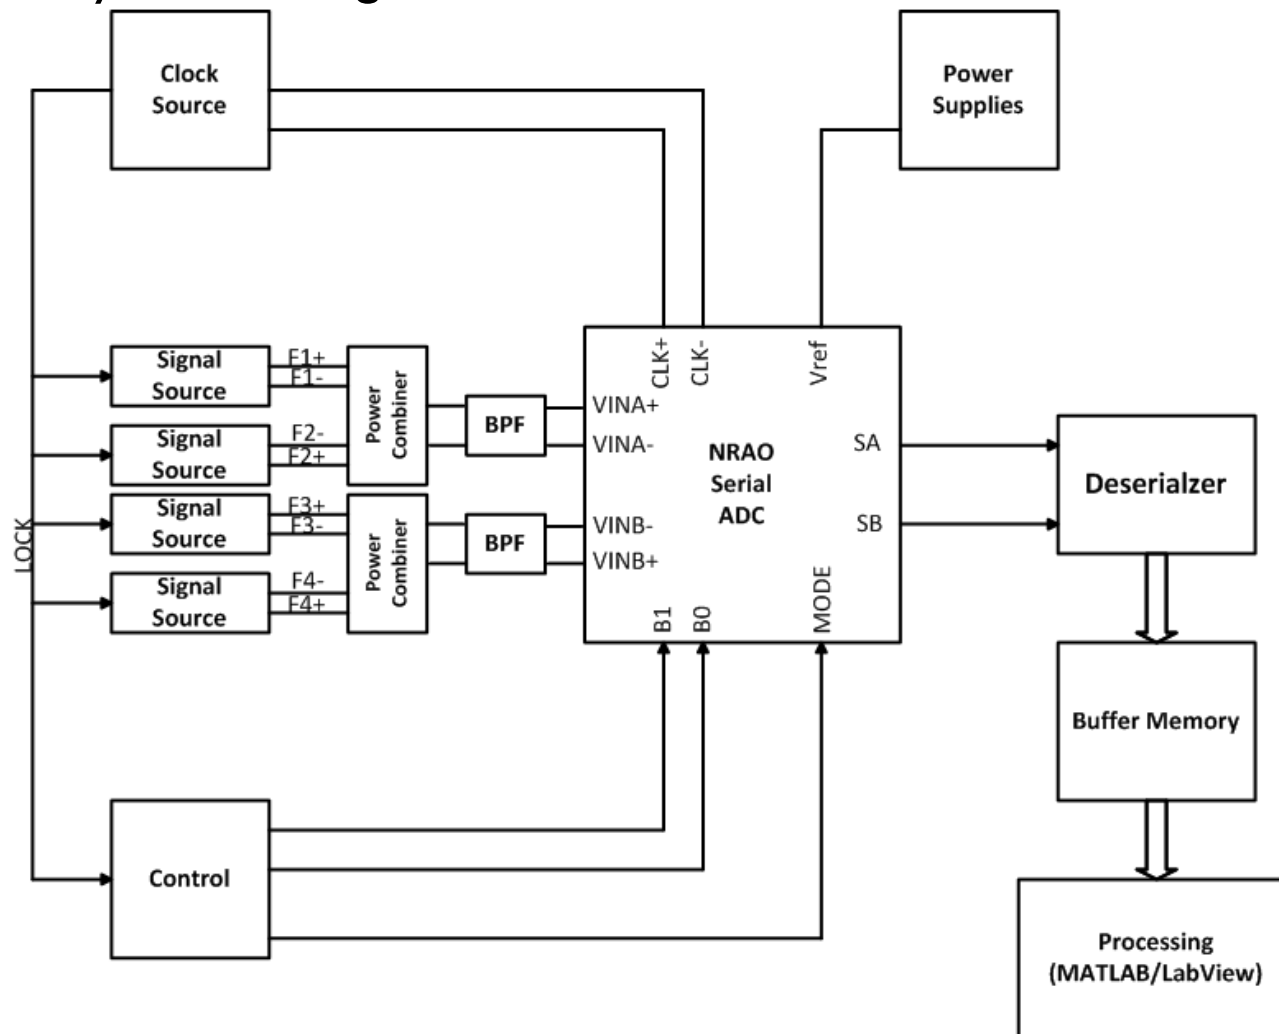 Clock
Source
Power
Supplies
CLK+
CLK-
Vref
Signal
Source
F1+
F1-
Signal
Source
F2-
F2+
Power
Combiner
BPF
VINA+
VINA-
Signal
Source
F3+
F3-
Signal
Source
F4-
F4+
Power
Combiner
BPF
VINB-
VINB+
NRAO
Serial
ADC
SA
SB
Deserialzer
LOCK
B1
B0
MODE
Buffer Memory
Control
Processing
(MATLAB/LabView)